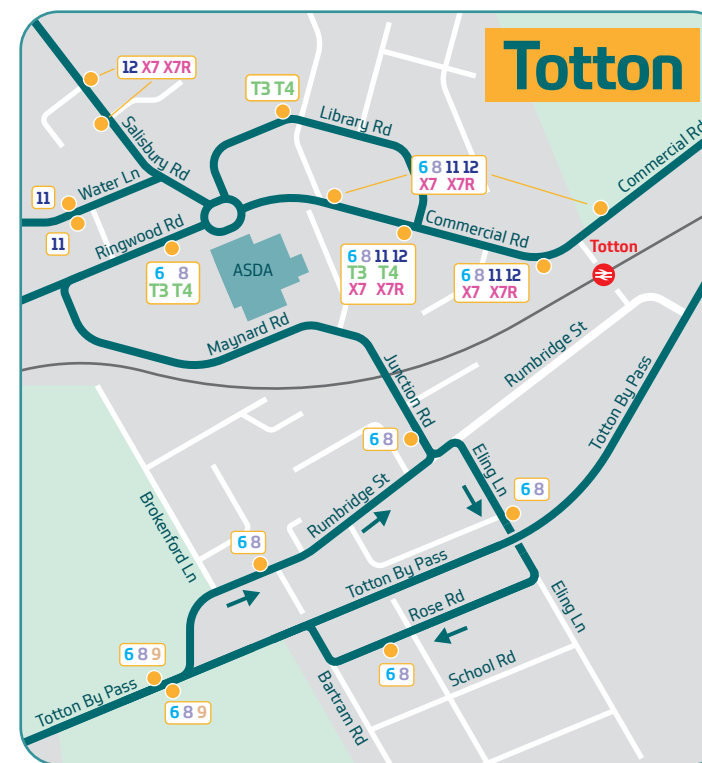 Totton
12 X7 X7R
T3 T4
Library Rd
Salisbury Rd
6 8 11 12
X7 X7R
Commercial Rd
11
Water Ln
11
Ringwood Rd
Commercial Rd
Totton
6 8
T3 T4
ASDA
6 8 11 12
T3 T4
X7 X7R
6 8 11 12
X7 X7R
Maynard Rd
Junction Rd
Rumbridge St
Totton By Pass
6 8
Eling Ln
6 8
Brokenford Ln
Rumbridge St
6 8
Totton By Pass
Eling Ln
Rose Rd
6 8 9
Totton By Pass
6 8 9
6 8
School Rd
Bartram Rd